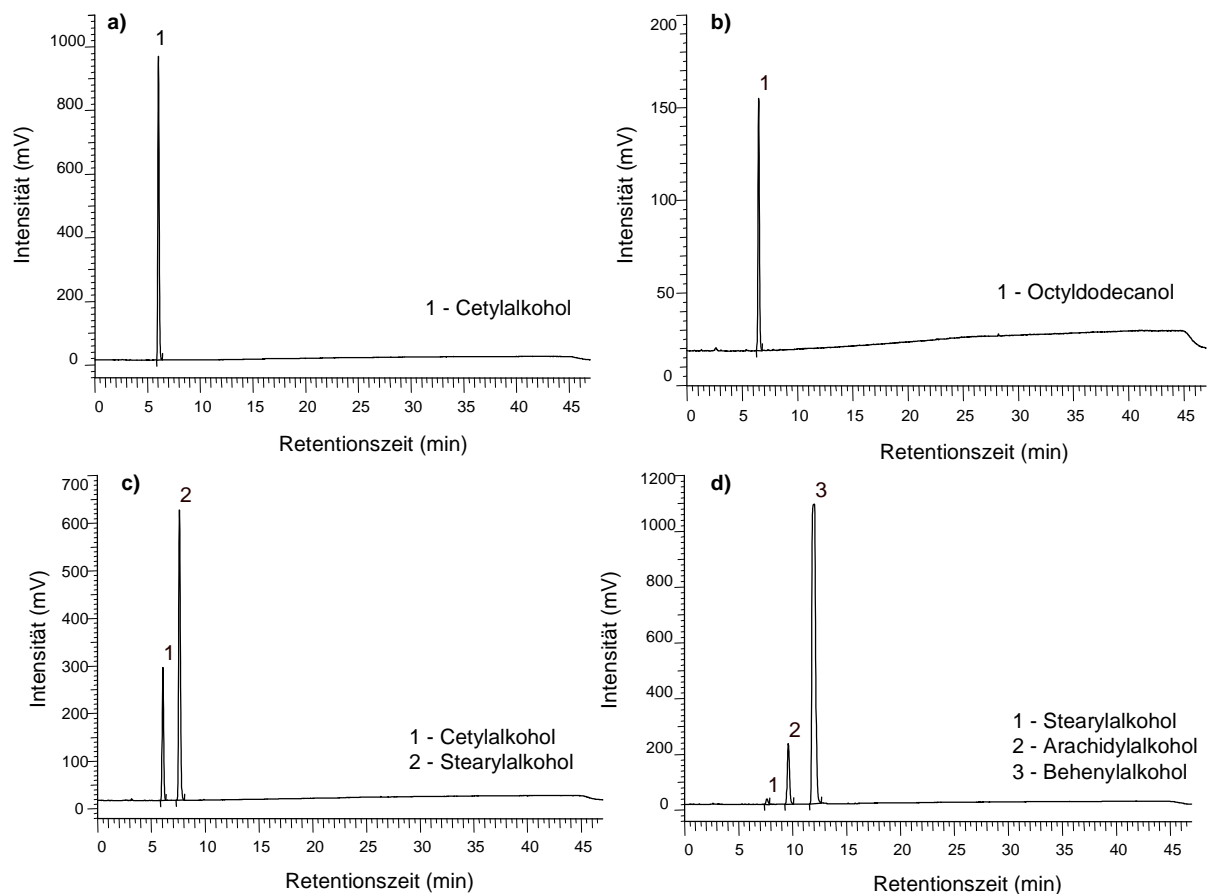 a)
1
1000
800
600
400
200
0
Intensität (mV)
1 - Cetylalkohol
0 5 10 15 20 25 30 35 40 45
Retentionszeit (min)
b)
1
200
150
100
50
0
Intensität (mV)
1 - Octyldodecanol
0 5 10 15 20 25 30 35 40 45
Retentionszeit (min)
c)
2
1
700
600
500
400
300
200
100
0
Intensität (mV)
1 - Cetylalkohol
2 - Stearylalkohol
0 5 10 15 20 25 30 35 40 45
Retentionszeit (min)
d)
3
2
1
1200
1000
800
600
400
200
0
Intensität (mV)
1 - Stearylalkohol
2 - Arachidylalkohol
3 - Behenylalkohol
0 5 10 15 20 25 30 35 40 45
Retentionszeit (min)